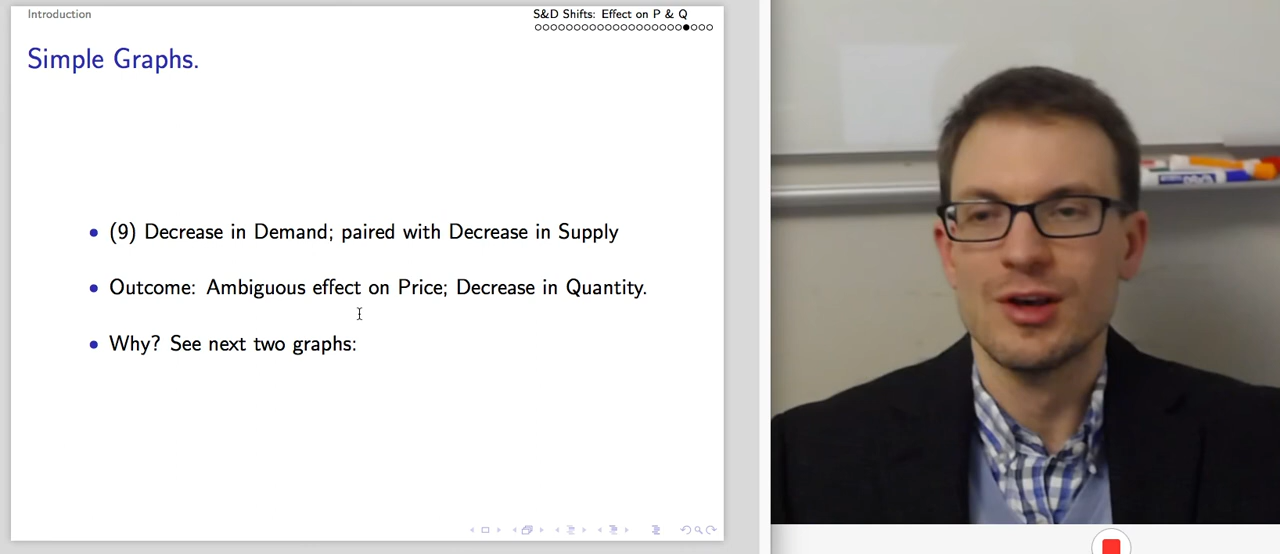 Introduction
S&D Shifts: Effect on P & Q
Simple Graphs.
(9) Decrease in Demand; paired with Decrease in Supply
Outcome: Ambiguous effect on Price; Decrease in Quantity.
Why? See next two graphs: